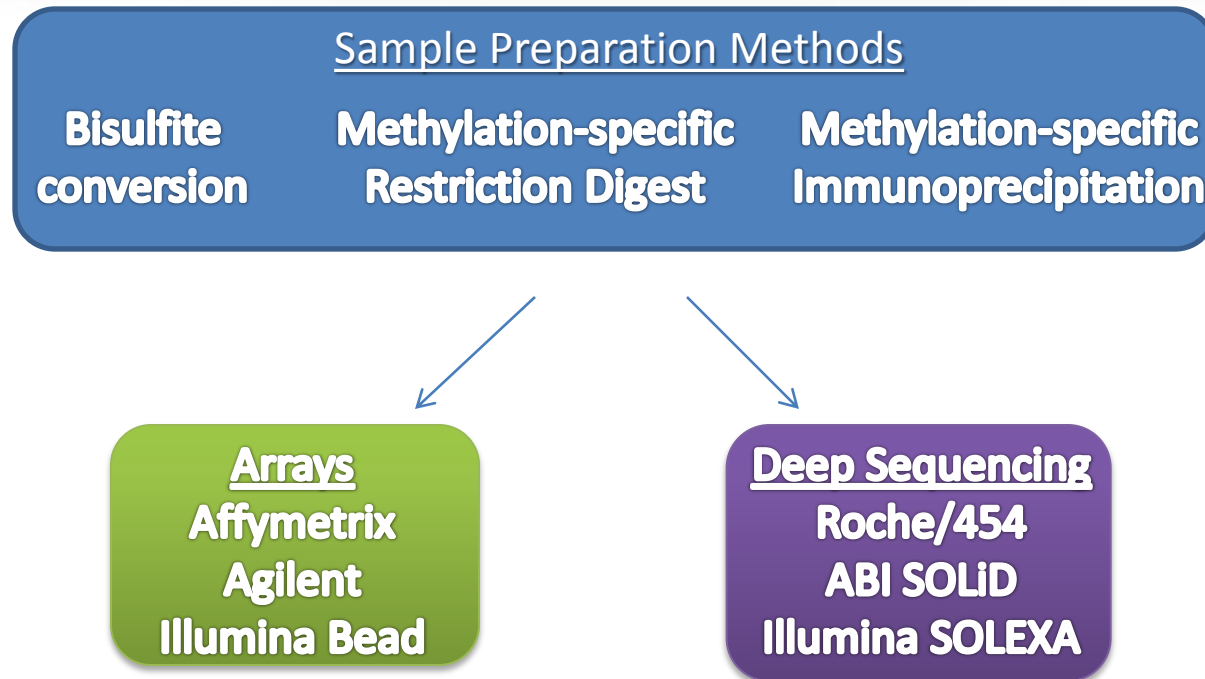 Sample Preparation Methods
Bisulfite conversion
Methylation-specific Restriction Digest
Methylation-specific Immunoprecipitation
Arrays
Affymetrix
Agilent
Illumina Bead
Deep Sequencing
Roche/454
ABI SOLiD
Illumina SOLEXA